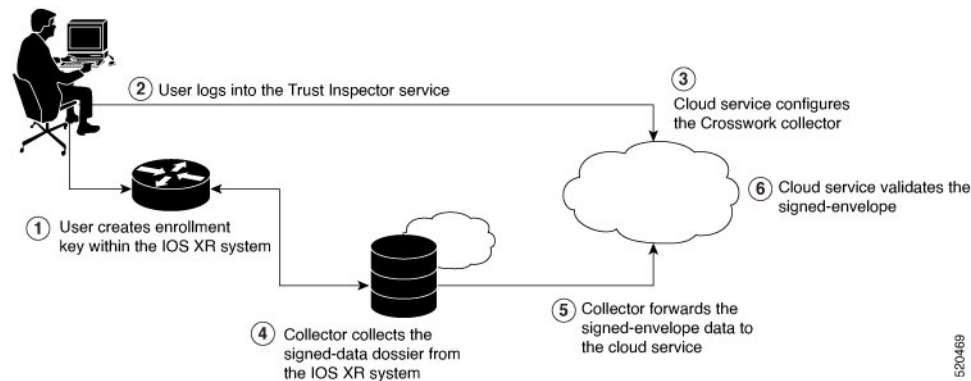 ② User logs into the Trust Inspector service
③
Cloud service configures
the Crosswork collector
① User creates enrollment
key within the IOS XR system
⑥ Cloud service validates the
signed-envelope
④ Collector collects the
signed-data dossier from
the IOS XR system
⑤ Collector forwards the
signed-envelope data to
the cloud service
520469